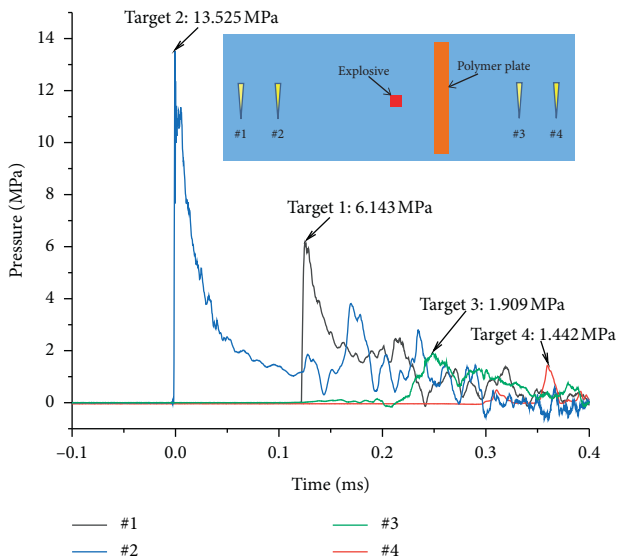 Target 2: 13.525 MPa
14
12
10
8
6
4
2
0
Pressure (MPa)
Explosive
Polymer plate
#1
#2
#3
#4
Target 1: 6.143 MPa
Target 3: 1.909 MPa
Target 4: 1.442 MPa
–0.1
0.0
0.1
0.2
0.3
0.4
Time (ms)
#1
#3
#2
#4